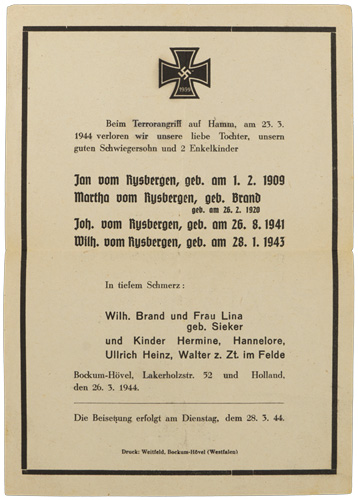 1939
Beim Terrorangriff auf Hamm, am 23. 3.
1944 verloren wir unsere liebe Tochter, unsern
guten Schwiegersohn und 2 Enkelkinder
Jan vom Rysbergen, geb. am 1. 2. 1909
Martha vom Rysbergen, geb. Brand
geb. am 26. 2. 1920
Joh. vom Rysbergen, geb. am 26. 8. 1941
Wilh. vom Rysbergen, geb. am 28. 1. 1943
In tiefem Schmerz:
Wilh. Brand und Frau Lina
geb. Sieker
und Kinder Hermine, Hannelore,
Ullrich Heinz, Walter z. Zt. im Felde
Bockum-Hövel, Lakerholzstr. 52 und Holland,
den 26. 3. 1944.
Die Beisetzung erfolgt am Dienstag, dem 28. 3. 44.
Druck: Waltfeld, Bockum-Hövel (Westfalen)